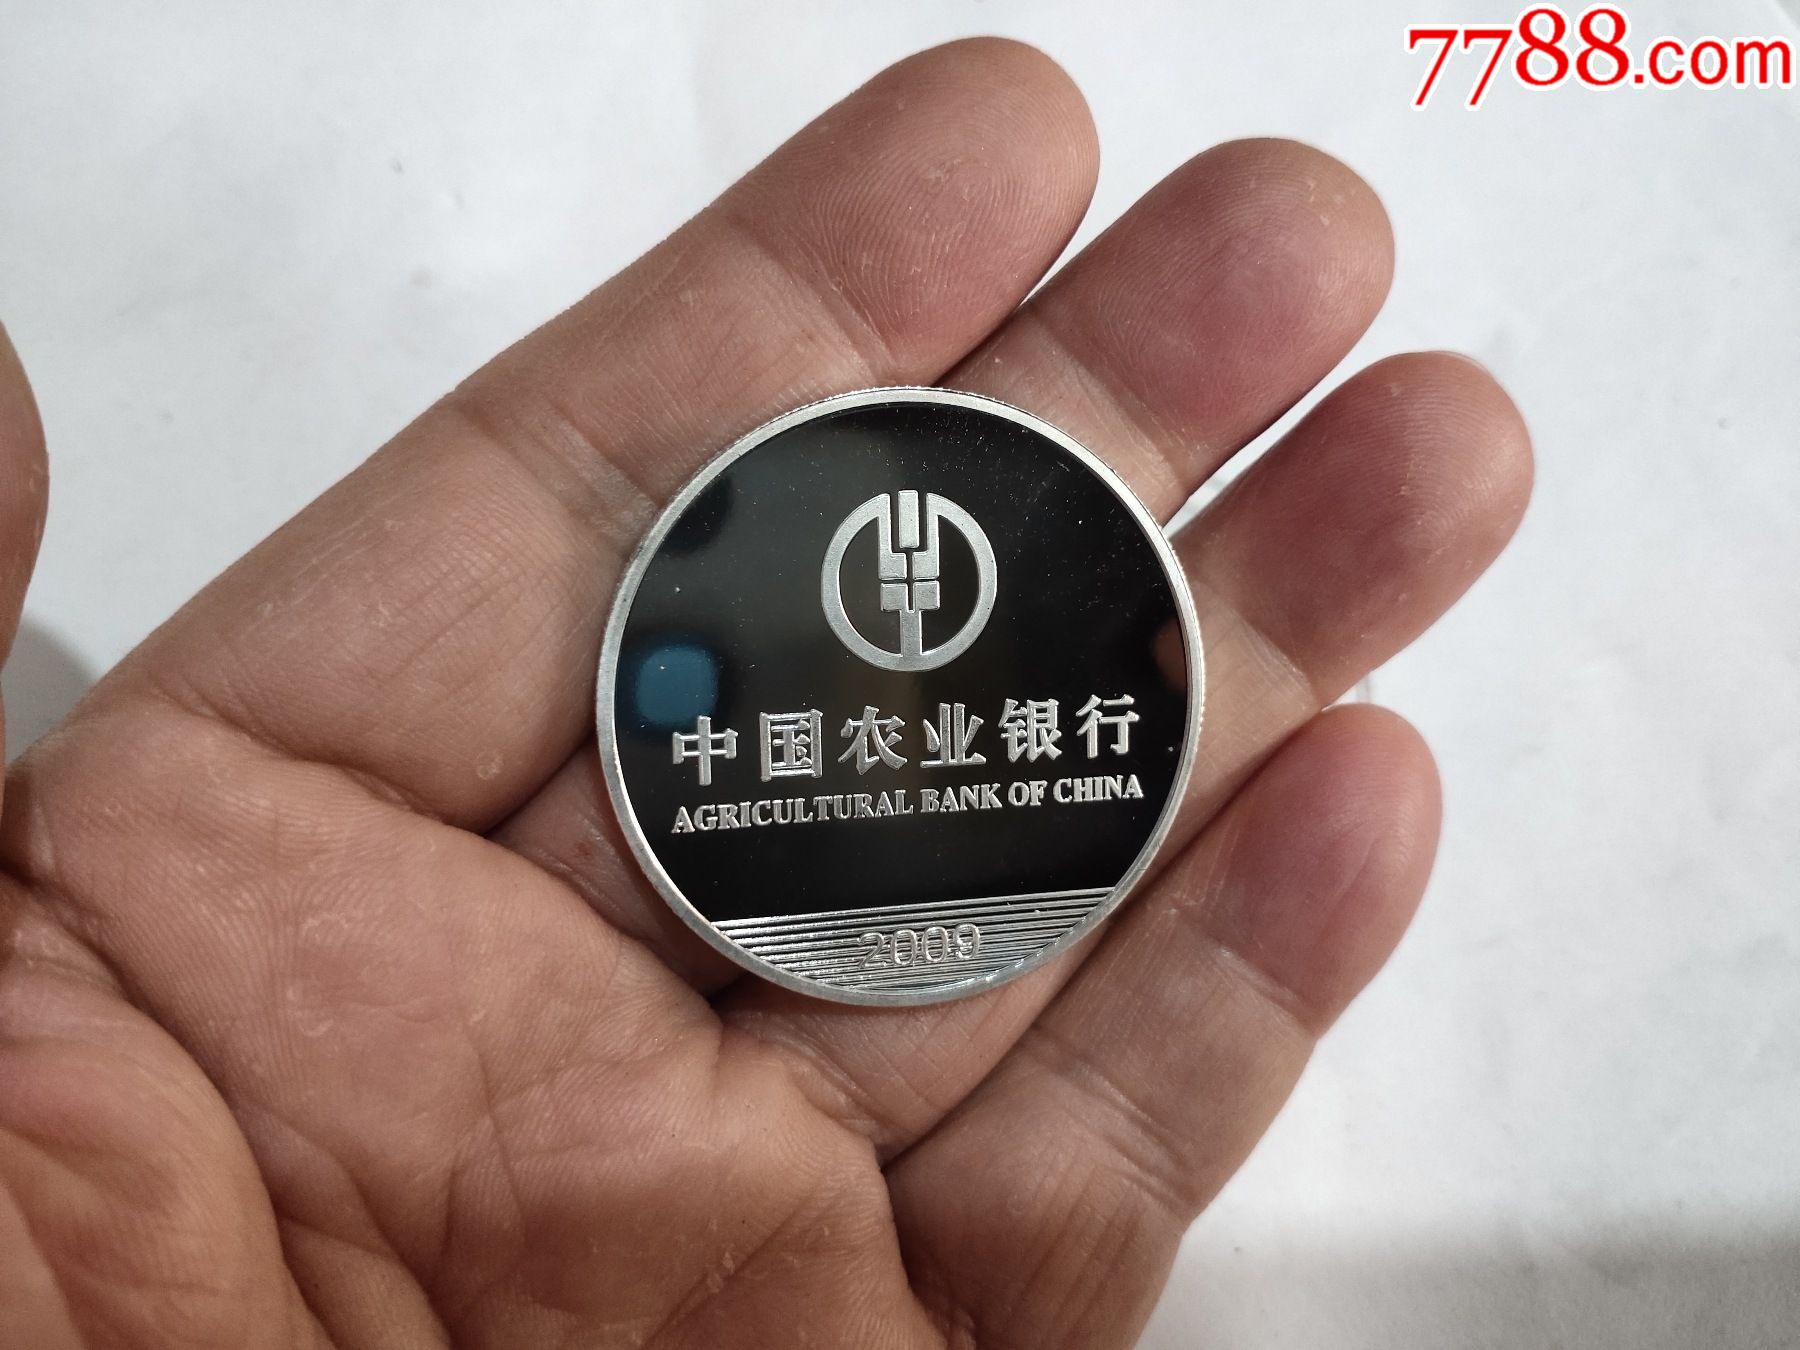 7788.com
中国农业银行
AGRICULTURAL BANK OF CHINA
2009